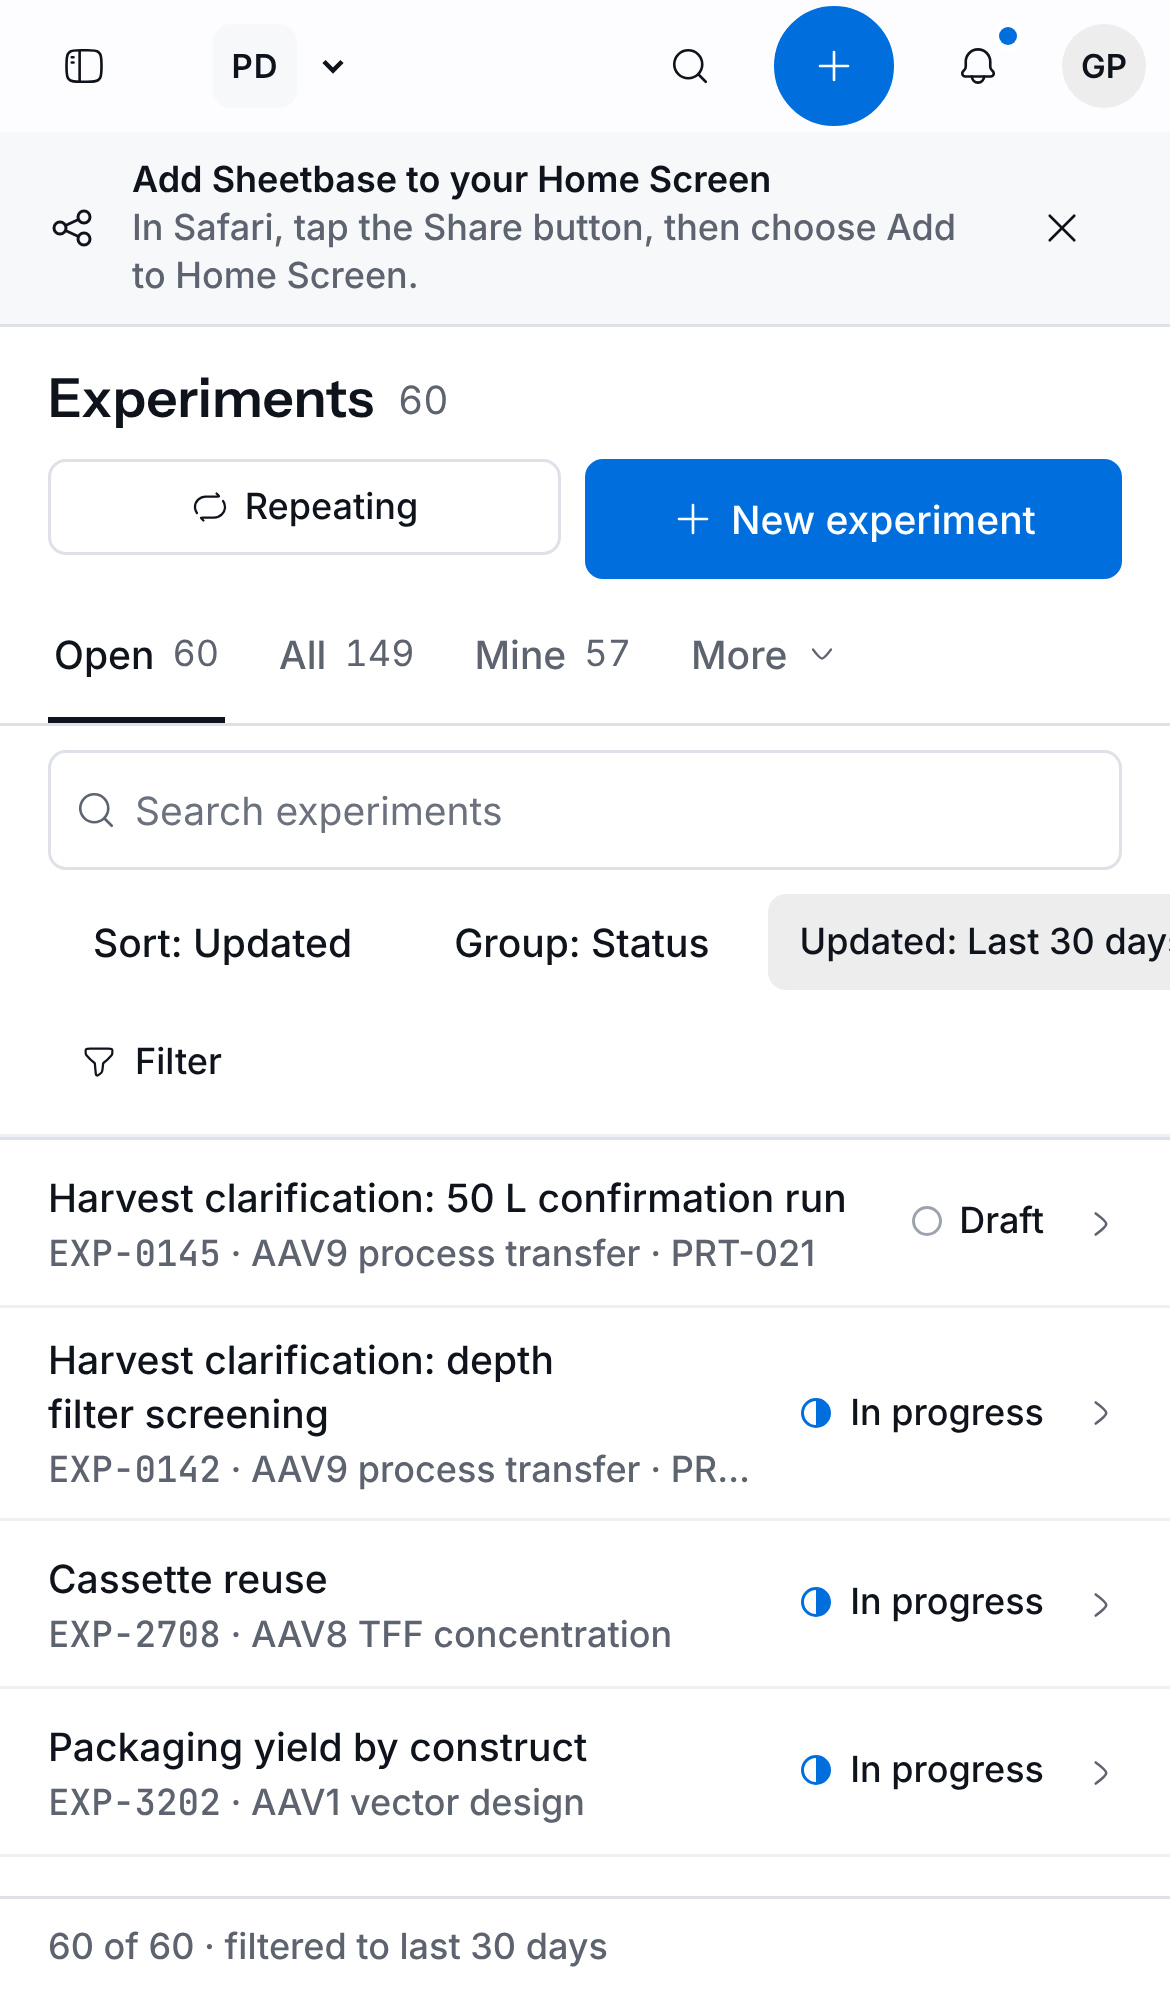 PD
GP
Add Sheetbase to your Home Screen
In Safari, tap the Share button, then choose Add
to Home Screen.
Experiments 60
Repeating
New experiment
Open 60 All 149 Mine 57 More
Search experiments
Sort: Updated Group: Status Updated: Last 30 days
Filter
Harvest clarification: 50 L confirmation run
EXP-0145 · AAV9 process transfer · PRT-021
Draft
Harvest clarification: depth
filter screening
EXP-0142 · AAV9 process transfer · PR...
In progress
Cassette reuse
EXP-2708 · AAV8 TFF concentration
In progress
Packaging yield by construct
EXP-3202 · AAV1 vector design
In progress
60 of 60 · filtered to last 30 days